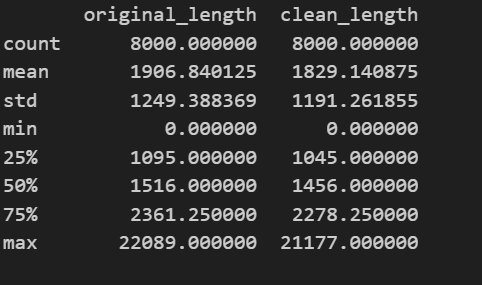 original_length clean_length
count 8000.000000 8000.000000
mean 1906.840125 1829.140875
std 1249.388369 1191.261855
min 0.000000 0.000000
25% 1095.000000 1045.000000
50% 1516.000000 1456.000000
75% 2361.250000 2278.250000
max 22089.000000 21177.000000